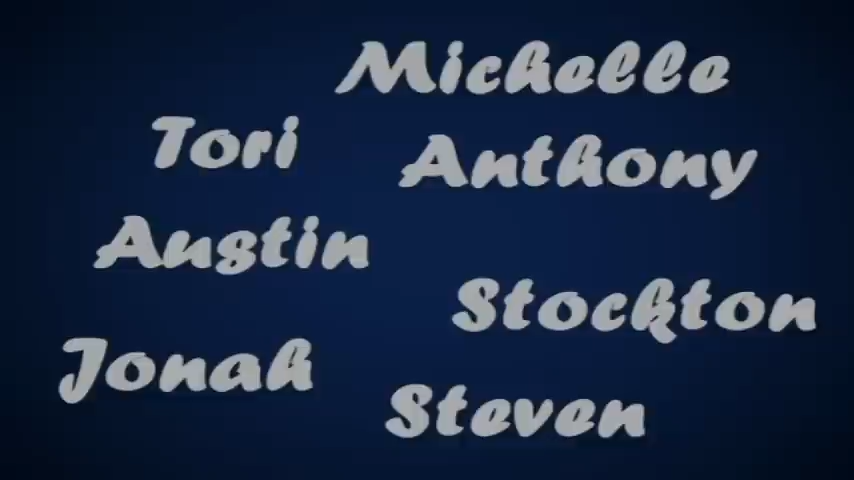 Michelle
Tori
Anthony
Austin
Stockton
Jonah
Steven